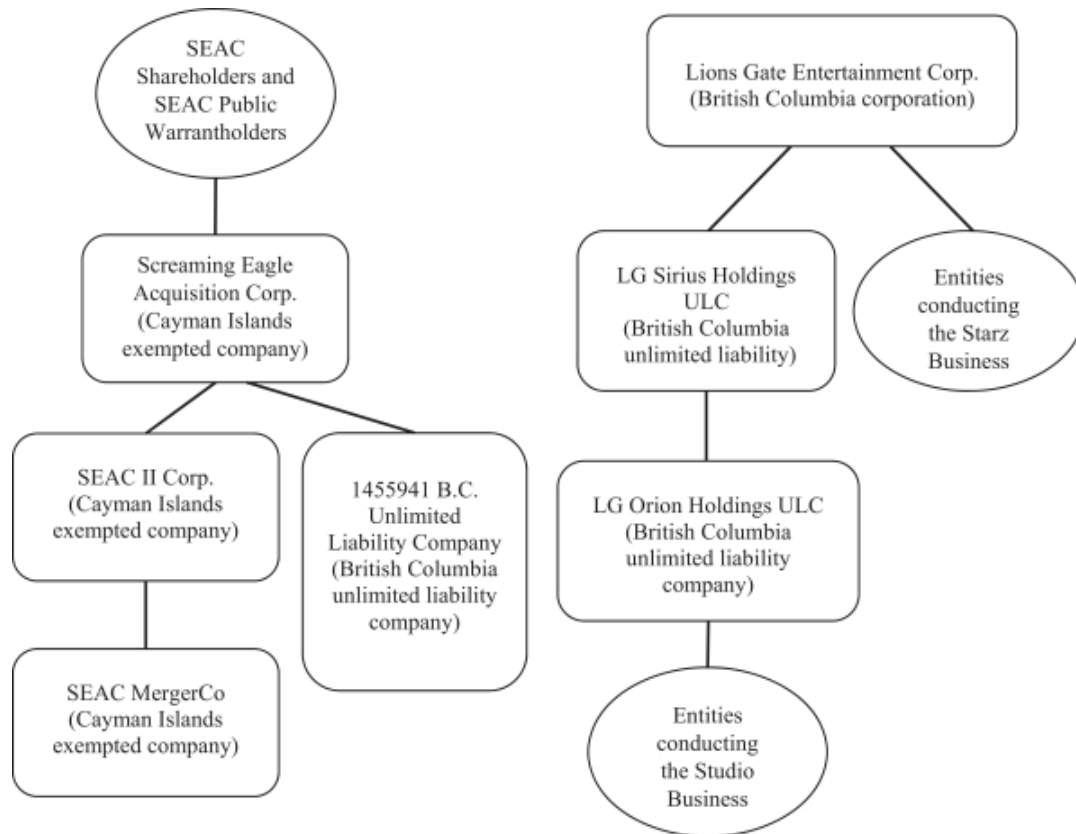 SEAC
Shareholders and
SEAC Public
Warrantholders
Screaming Eagle
Acquisition Corp.
(Cayman Islands
exempted company)
SEAC II Corp.
(Cayman Islands
exempted company)
1455941 B.C.
Unlimited
Liability Company
(British Columbia
unlimited liability
company)
SEAC MergerCo
(Cayman Islands
exempted company)
Lions Gate Entertainment Corp.
(British Columbia corporation)
LG Sirius Holdings
ULC
(British Columbia
unlimited liability)
Entities
conducting
the Starz
Business
LG Orion Holdings ULC
(British Columbia
unlimited liability
company)
Entities
conducting
the Studio
Business